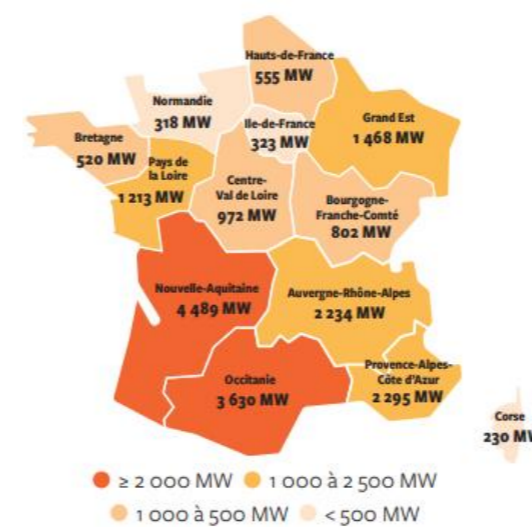 Hauts-de-France
555 MW
Normandie
318 MW
Ile-de-France
323 MW
Grand Est
1 468 MW
Bretagne
520 MW
Pays de
la Loire
1 213 MW
Centre-
Val de Loire
972 MW
Bourgogne-
Franche-Comté
802 MW
Nouvelle-Aquitaine
4 489 MW
Auvergne-Rhône-Alpes
2 234 MW
Occitanie
3 630 MW
Provence-Alpes-
Côte d'Azur
2 295 MW
Corse
230 MW
≥ 2 000 MW 1 000 à 2 500 MW
1 000 à 500 MW < 500 MW